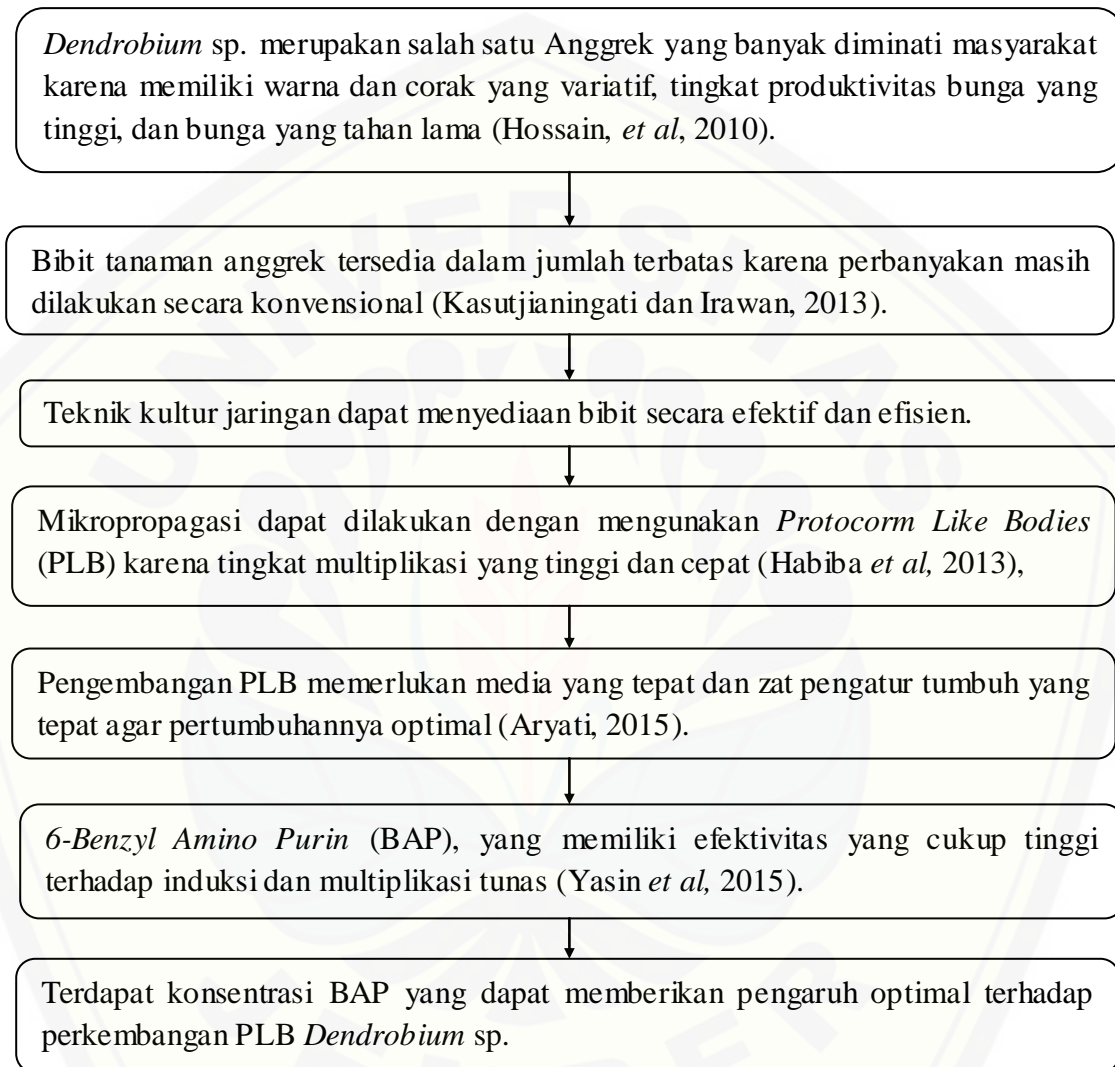 Dendrobium sp. merupakan salah satu Anggrek yang banyak diminati masyarakat
karena memiliki warna dan corak yang variatif, tingkat produktivitas bunga yang
tinggi, dan bunga yang tahan lama (Hossain, et al, 2010).
Bibit tanaman anggrek tersedia dalam jumlah terbatas karena perbanyakan masih
dilakukan secara konvensional (Kasutjianingati dan Irawan, 2013).
Teknik kultur jaringan dapat menyediaan bibit secara efektif dan efisien.
Mikropropagasi dapat dilakukan dengan mengunakan Protocorm Like Bodies
(PLB) karena tingkat multiplikasi yang tinggi dan cepat (Habiba et al, 2013),
Pengembangan PLB memerlukan media yang tepat dan zat pengatur tumbuh yang
tepat agar pertumbuhannya optimal (Aryati, 2015).
6-Benzyl Amino Purin (BAP), yang memiliki efektivitas yang cukup tinggi
terhadap induksi dan multiplikasi tunas (Yasin et al, 2015).
Terdapat konsentrasi BAP yang dapat memberikan pengaruh optimal terhadap
perkembangan PLB Dendrobium sp.
UNIVERSITAS